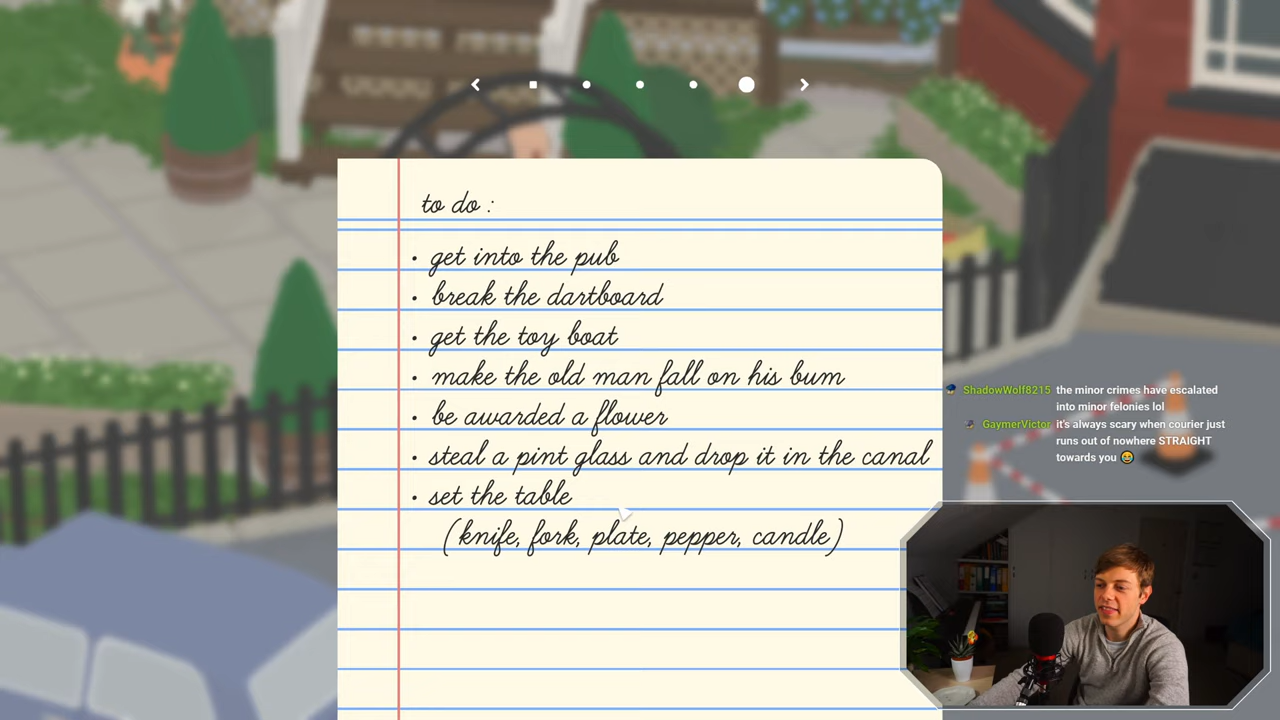 to do :
• get into the pub
• break the dartboard
• get the toy boat
• make the old man fall on his bum
• be awarded a flower
• steal a pint glass and drop it in the canal
• set the table
(knife, fork, plate, pepper, candle)
ShadowWolf8215 the minor crimes have escalated
into minor felonies lol
GaymerVictor it's always scary when courier just
runs out of nowhere STRAIGHT
towards you 😂